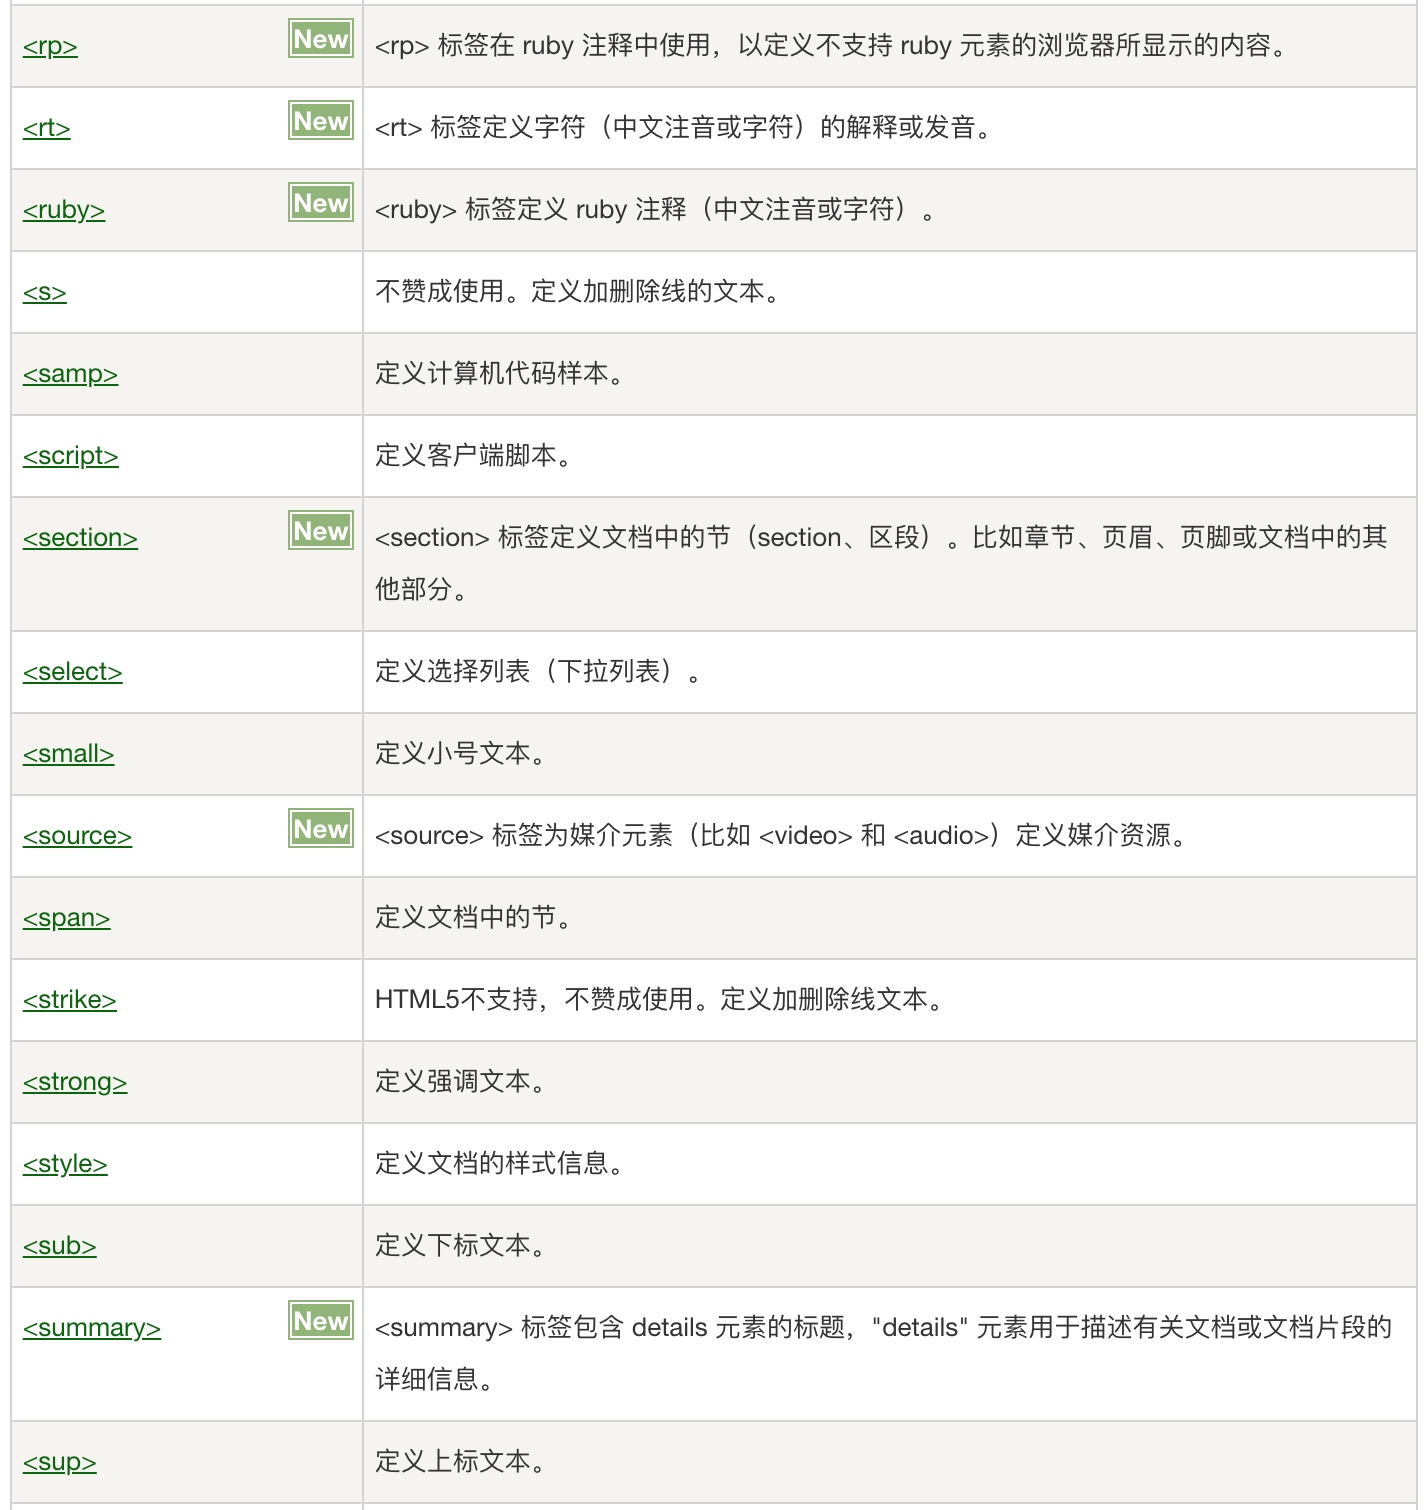 <rp> New <rp> 标签在 ruby 注释中使用，以定义不支持 ruby 元素的浏览器所显示的内容。
<rt> New <rt> 标签定义字符（中文注音或字符）的解释或发音。
<ruby> New <ruby> 标签定义 ruby 注释（中文注音或字符）。
<s> 不赞成使用。定义加删除线的文本。
<samp> 定义计算机代码样本。
<script> 定义客户端脚本。
<section> New <section> 标签定义文档中的节（section、区段）。比如章节、页眉、页脚或文档中的其
他部分。
<select> 定义选择列表（下拉列表）。
<small> 定义小号文本。
<source> New <source> 标签为媒介元素（比如 <video> 和 <audio>）定义媒介资源。
<span> 定义文档中的节。
<strike> HTML5不支持，不赞成使用。定义加删除线文本。
<strong> 定义强调文本。
<style> 定义文档的样式信息。
<sub> 定义下标文本。
<summary> New <summary> 标签包含 details 元素的标题，"details" 元素用于描述有关文档或文档片段的
详细信息。
<sup> 定义上标文本。